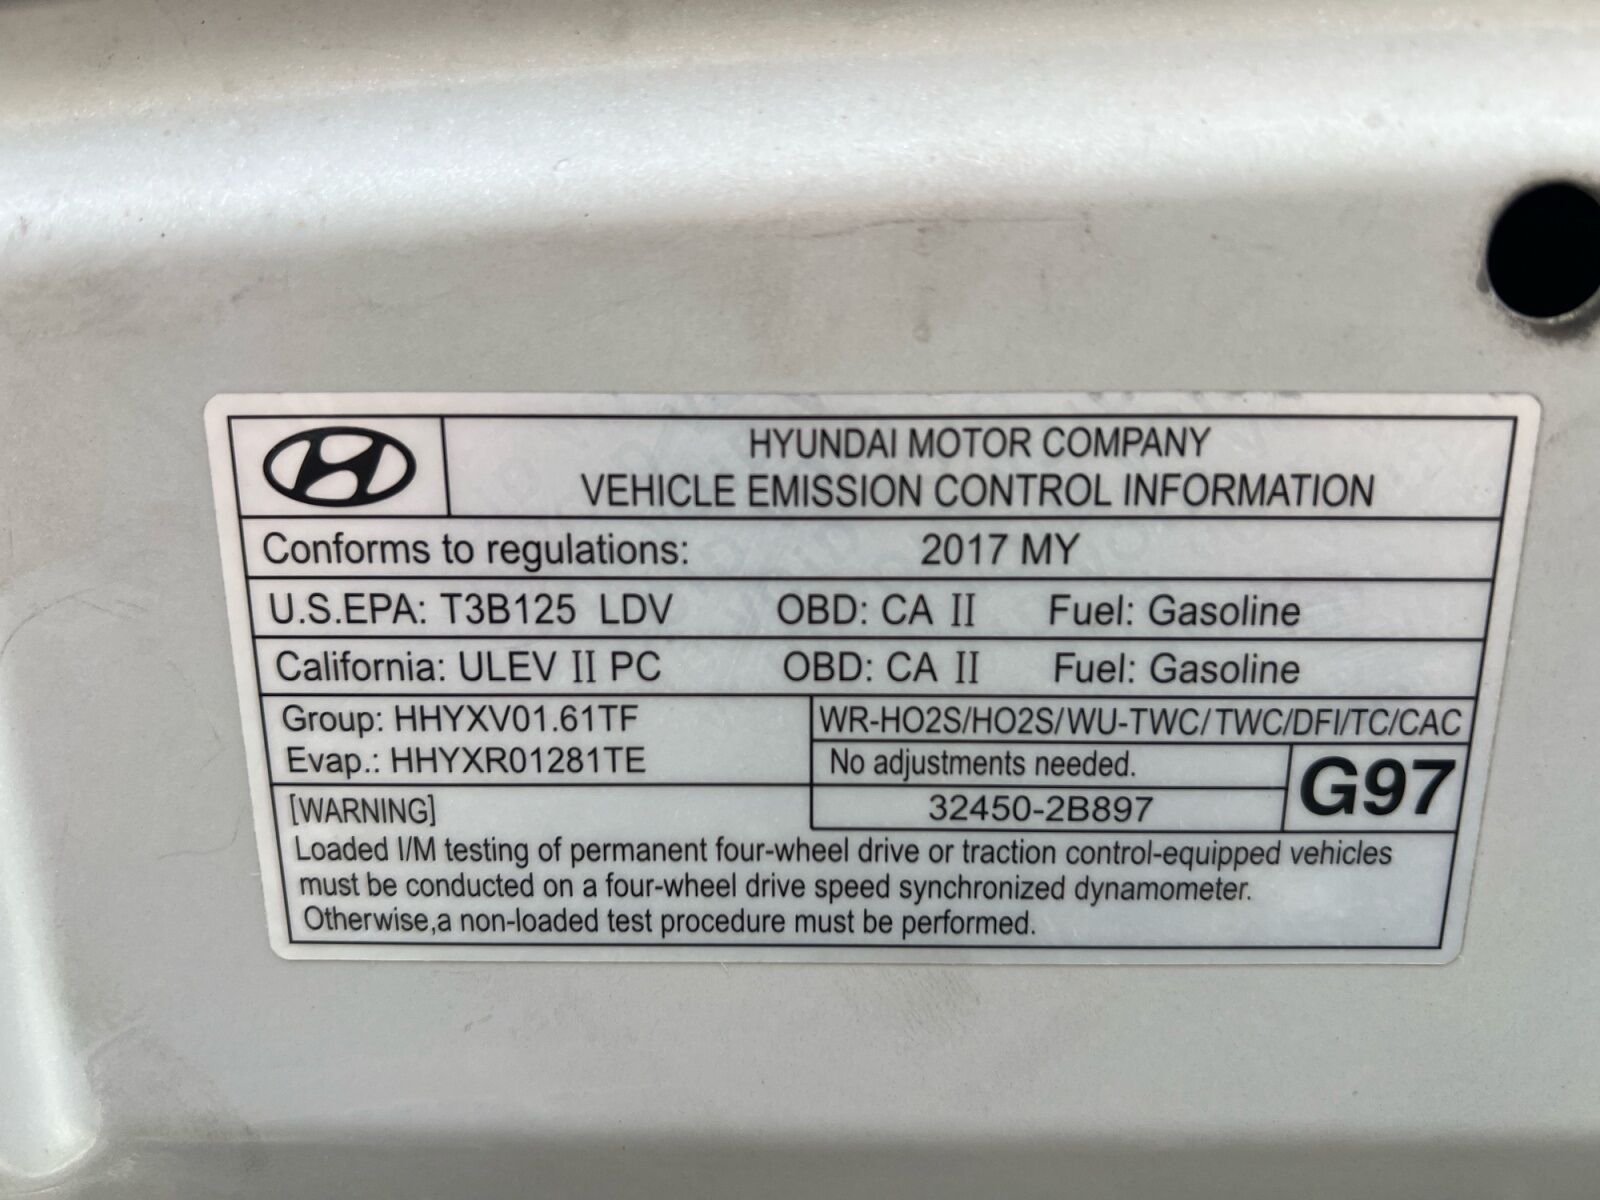 HYUNDAI MOTOR COMPANY
VEHICLE EMISSION CONTROL INFORMATION
Conforms to regulations: 2017 MY
U.S.EPA: T3B125 LDV OBD: CA II Fuel: Gasoline
California: ULEV II PC OBD: CA II Fuel: Gasoline
Group: HHYXV01.61TF
Evap.: HHYXR01281TE
WR-HO2S/HO2S/WU-TWC/TWC/DFI/TC/CAC
No adjustments needed.
G97
32450-2B897
[WARNING]
Loaded I/M testing of permanent four-wheel drive or traction control-equipped vehicles
must be conducted on a four-wheel drive speed synchronized dynamometer.
Otherwise,a non-loaded test procedure must be performed.